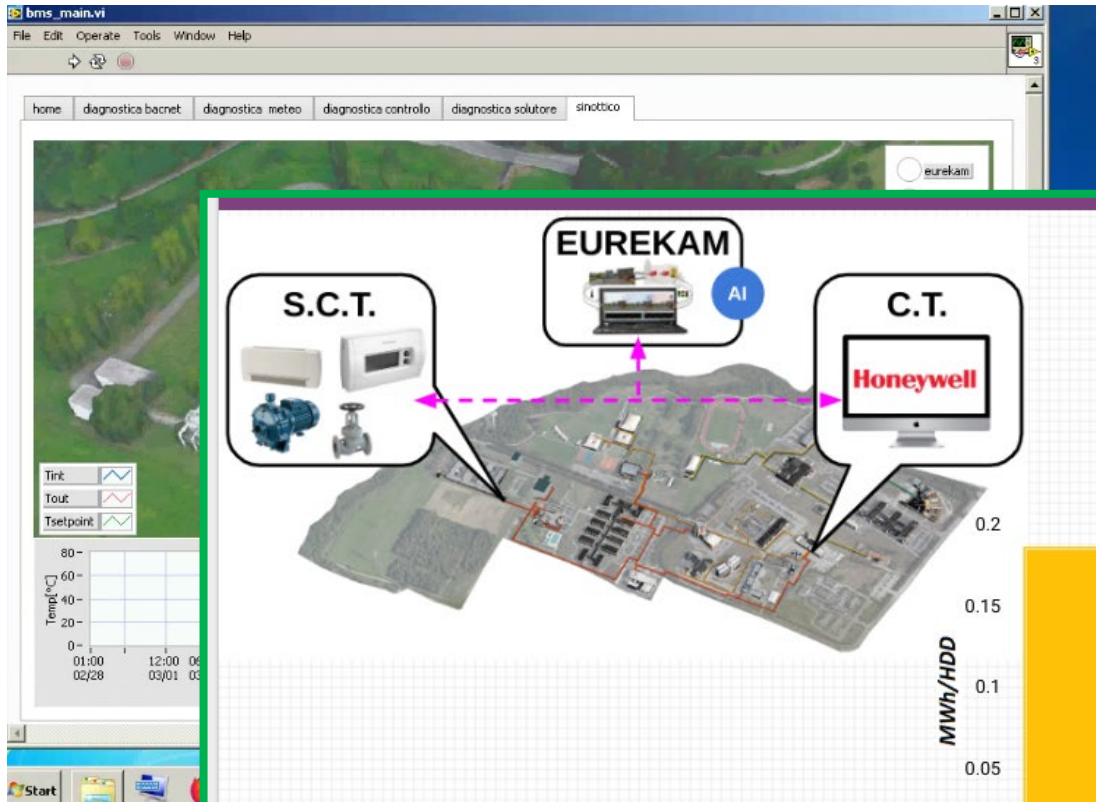 bms_main.vi
File Edit Operate Tools Window Help
3
home diagnostica bacnet diagnostica meteo diagnostica controllo diagnostica solutore sinottico
eurekam
EUREKAM
AI
S.C.T.
C.T.
Honeywell
Tint
Tout
Tsetpoint
Temp[°C]
80
60
40
20
0
01:00 12:00
02/28 03/01
MWh/HDD
0.2
0.15
0.1
0.05
Start